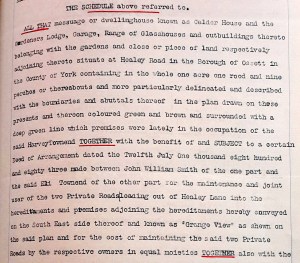 THE SCHEDULE above referred to.
ALL THAT messuage or dwellinghouse known as Calder House and the
Gardeners Lodge, Garage, Range of Glasshouses and outbuildings thereto
belonging with the gardens and close or piece of land respectively
adjoining thereto situate at Healey Road in the Borough of Ossett in
the County of York containing in the whole one acre one rood and nine
perches or thereabouts and more particularly delineated and described
with the boundaries and abuttals thereof in the plan drawn on these
presents and thereon coloured green and brown and surrounded with a
deep green line which premises were lately in the occupation of the
said Harvey Townend TOGETHER with the benefit of and SUBJECT to a certain
Deed of Arrangement dated the Twelfth July One thousand eight hundred
and eighty three made between John William Smith of the one part and
the said Eli Townend of the other part for the maintenance and joint
user of the two Private Roads leading out of Healey Lane into the
hereditaments and premises adjoining the hereditaments hereby conveyed
on the South East side thereof and known as "Grange View" as shewn on
the said plan and for the cost of maintaining the said two Private
Roads by the respective owners in equal moieties TOGETHER also with the